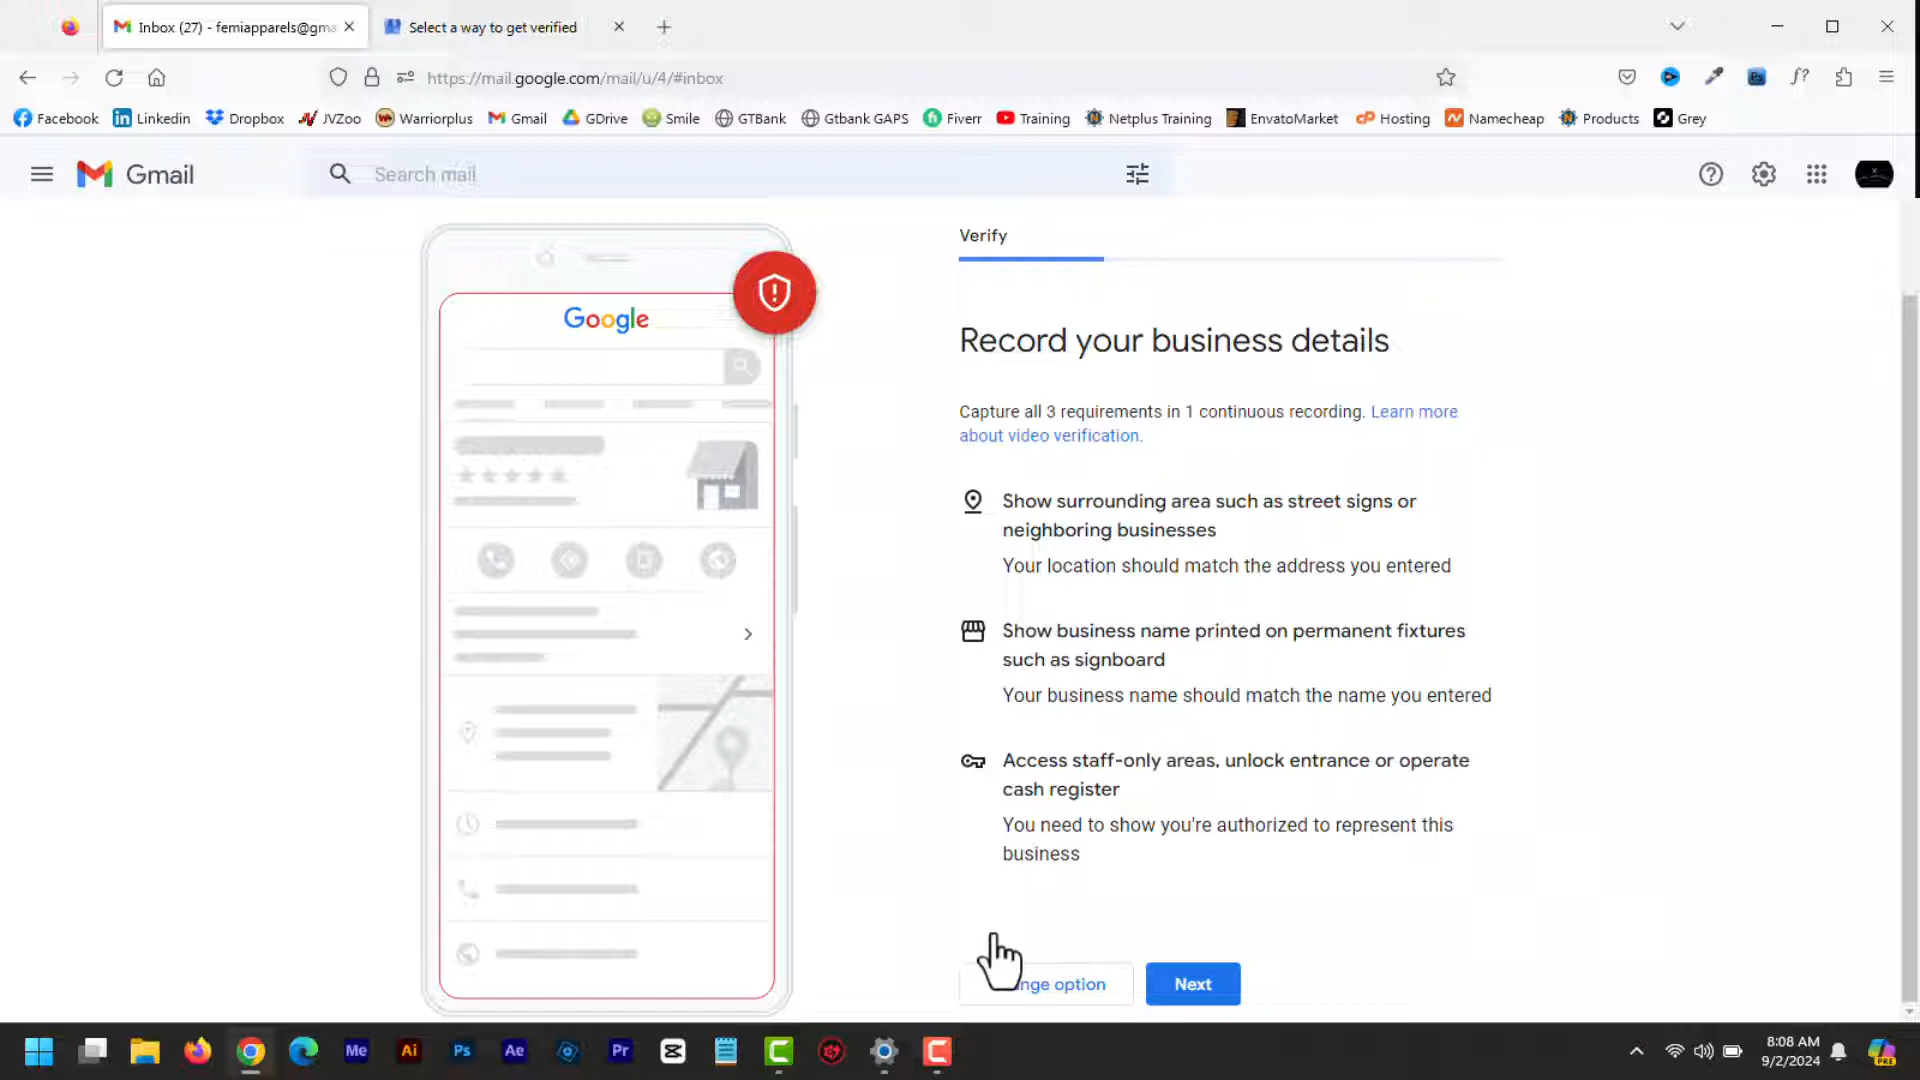 Inbox (27) - femiapparels@gma
Select a way to get verified
https://mail.google.com/mail/u/4/#inbox
Facebook Linkedin Dropbox JVZoo Warriorplus Gmail GDrive Smile GTBank Gtbank GAPS Fiverr Training Netplus Training EnvatoMarket Hosting Namecheap Products Grey
Gmail
Search mail
Verify
Google
Record your business details
Capture all 3 requirements in 1 continuous recording. Learn more
about video verification.
Show surrounding area such as street signs or
neighboring businesses
Your location should match the address you entered
Show business name printed on permanent fixtures
such as signboard
Your business name should match the name you entered
Access staff-only areas, unlock entrance or operate
cash register
You need to show you're authorized to represent this
business
nge option
Next
Me Ai Ps Ae Pr
8:08 AM
9/2/2024